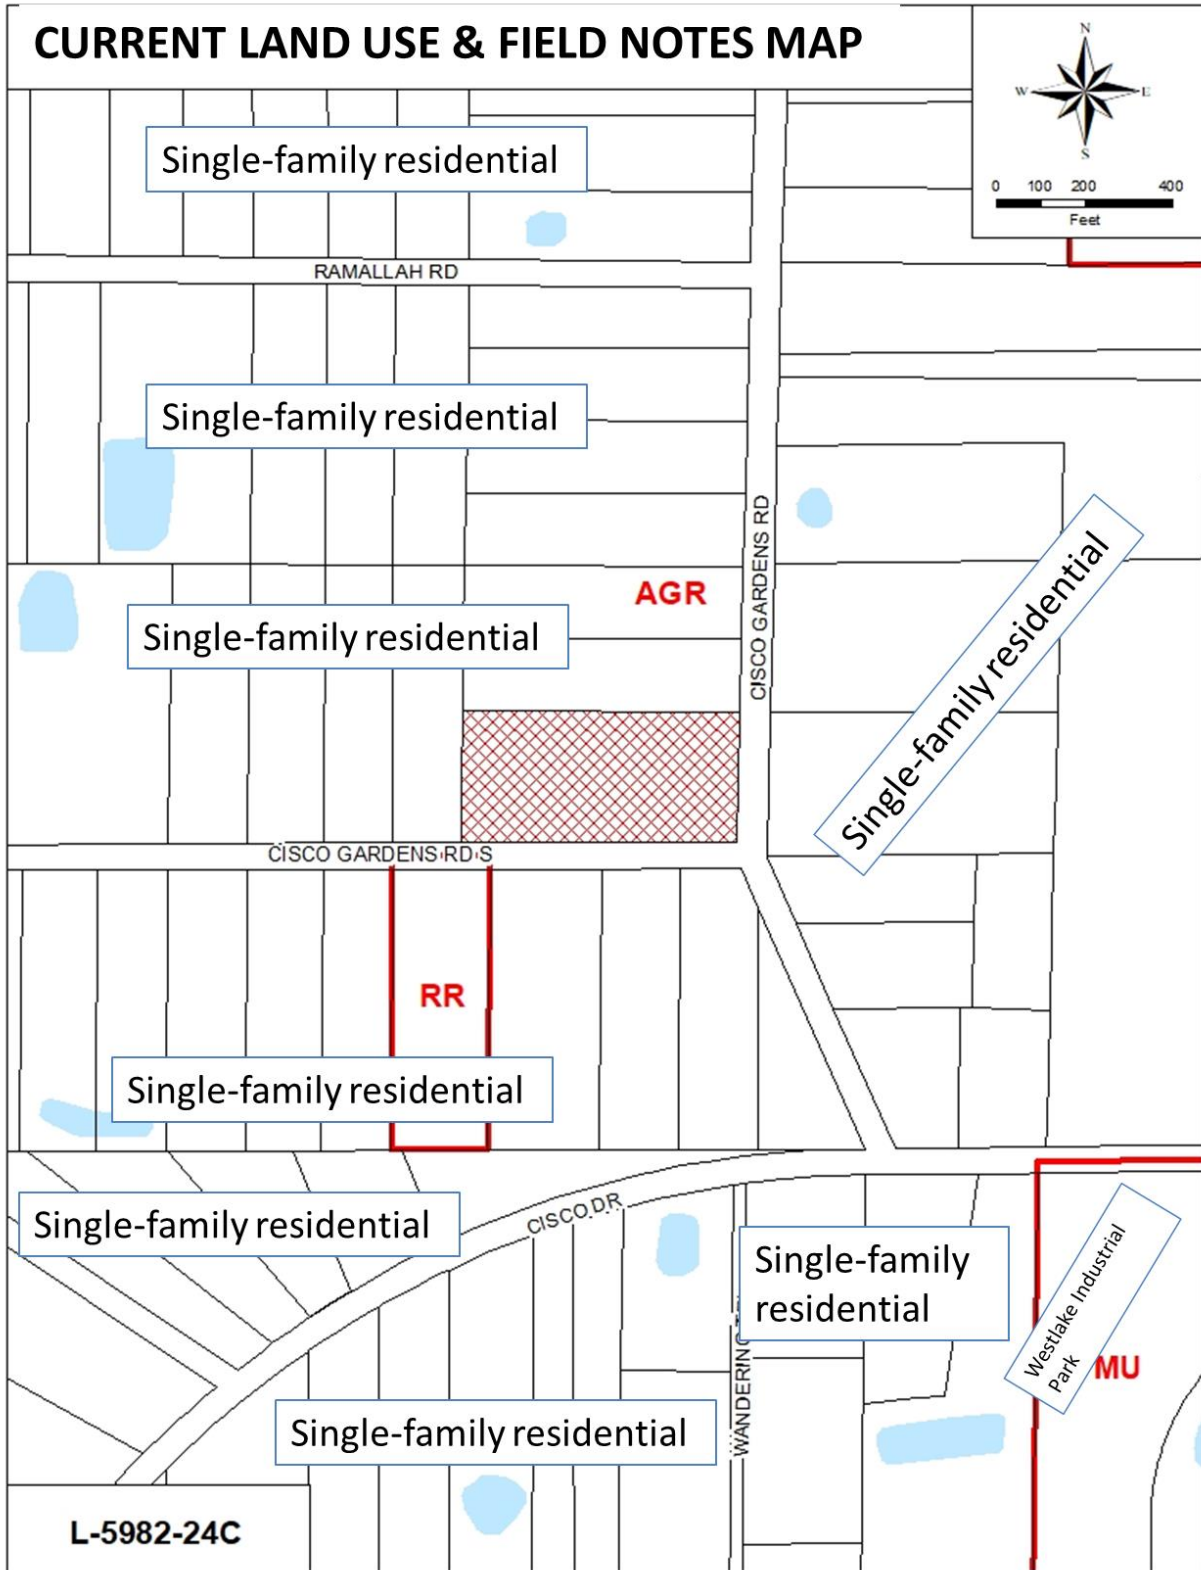 CURRENT LAND USE & FIELD NOTES MAP
N
W
E
S
0 100 200 400
Feet
Single-family residential
RAMALLAH RD
Single-family residential
CISCO GARDENS RD
AGR
Single-family residential
Single-family residential
CISCO GARDENS RD S
RR
Single-family residential
Single-family residential
CISCO DR
Single-family
residential
WANDERING
Westlake Industrial
Park
MU
Single-family residential
L-5982-24C